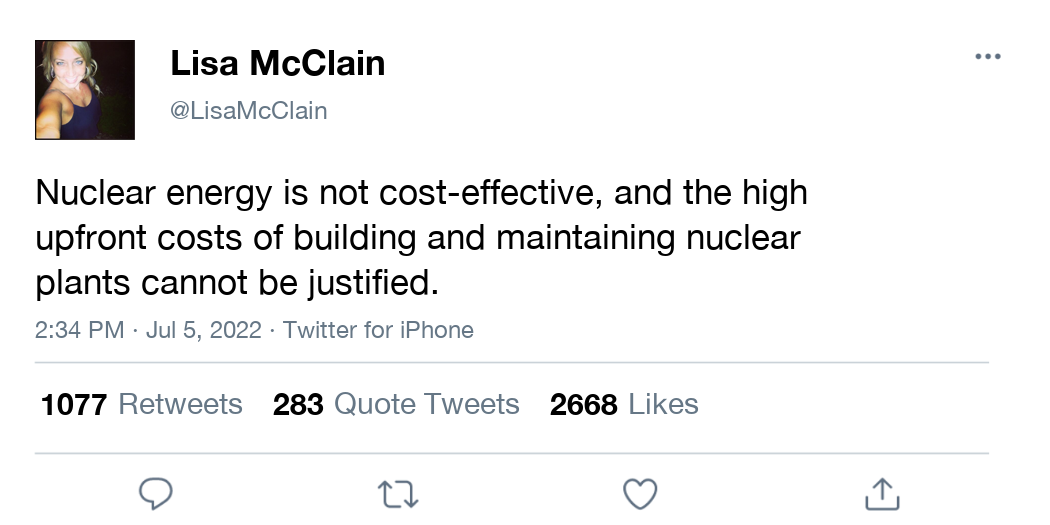 Lisa McClain
@LisaMcClain
Nuclear energy is not cost-effective, and the high
upfront costs of building and maintaining nuclear
plants cannot be justified.
2:34 PM · Jul 5, 2022 · Twitter for iPhone
1077 Retweets 283 Quote Tweets 2668 Likes